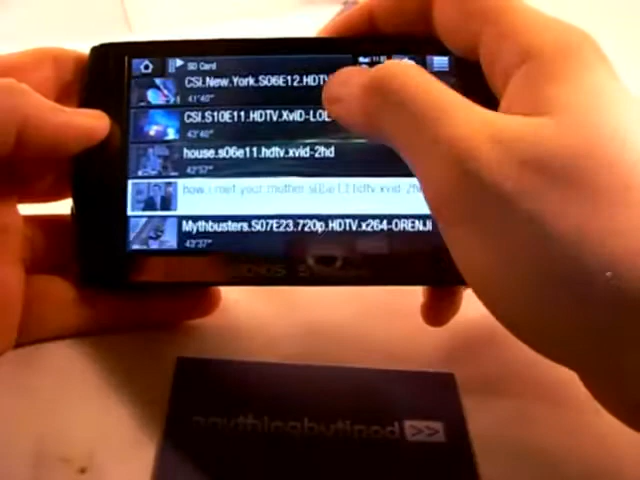 SD Card
CSI.New.York.S06E12.HDTV
41'40"
CSI.S10E11.HDTV.XviD-LOL
43'40"
house.s06e11.hdtv.xvid-2hd
42'57"
how i met your mother s05e11 hdtv xvid-2h
Mythbusters.S07E23.720p.HDTV.x264-ORENJi
43'37"
anythingbutipod >>